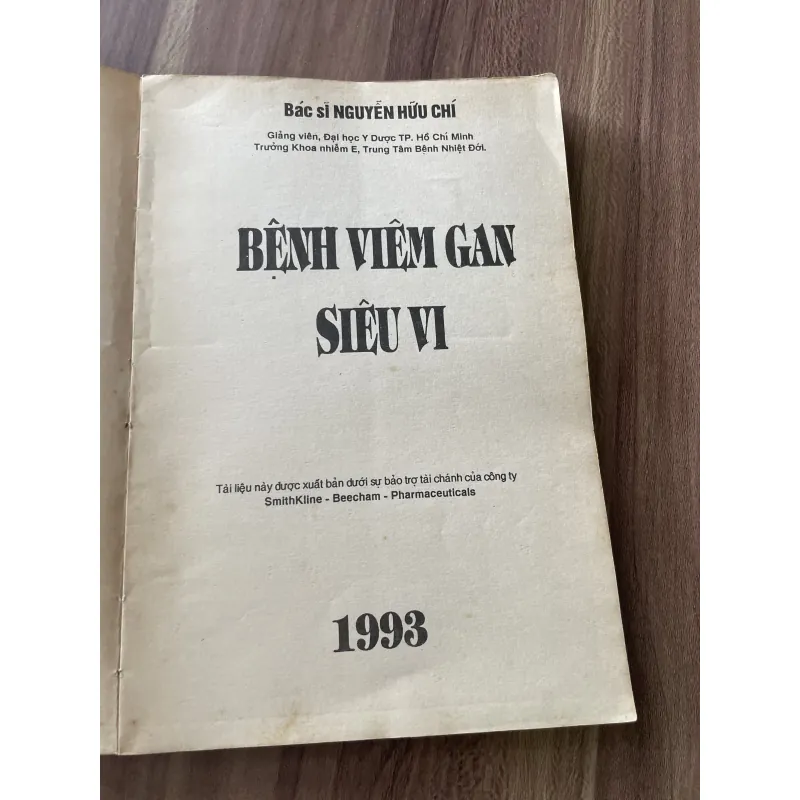 Bác sĩ NGUYỄN HỮU CHÍ
Giảng viên, Đại học Y Dược TP. Hồ Chí Minh
Trưởng Khoa nhiễm E, Trung Tâm Bệnh Nhiệt Đới.
BỆNH VIÊM GAN
SIÊU VI
Tài liệu này được xuất bản dưới sự bảo trợ tài chánh của công ty
SmithKline - Beecham - Pharmaceuticals
1993